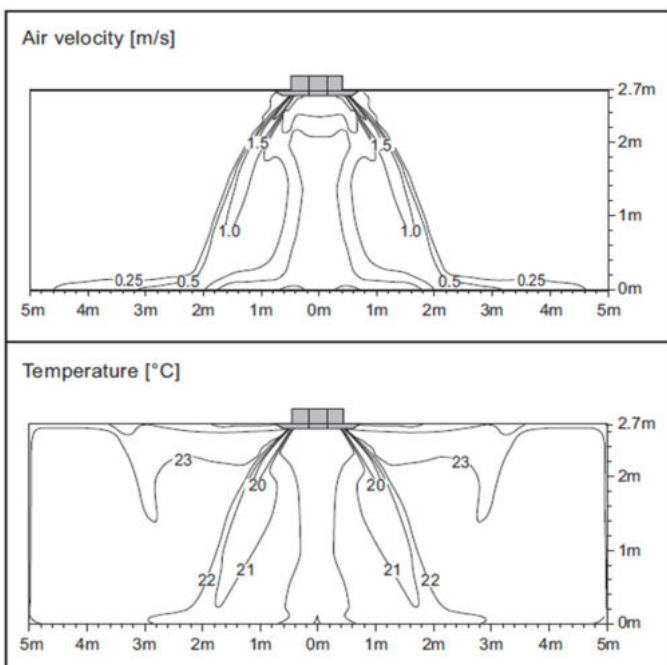 Air velocity [m/s]
2.7m
2m
1.5 1.5
1m
1.0 1.0
0.25 0.5 0.5 0.25
0m
5m 4m 3m 2m 1m 0m 1m 2m 3m 4m 5m
Temperature [°C]
2.7m
23 23
2m
20 20
1m
22 21 21 22
0m
5m 4m 3m 2m 1m 0m 1m 2m 3m 4m 5m